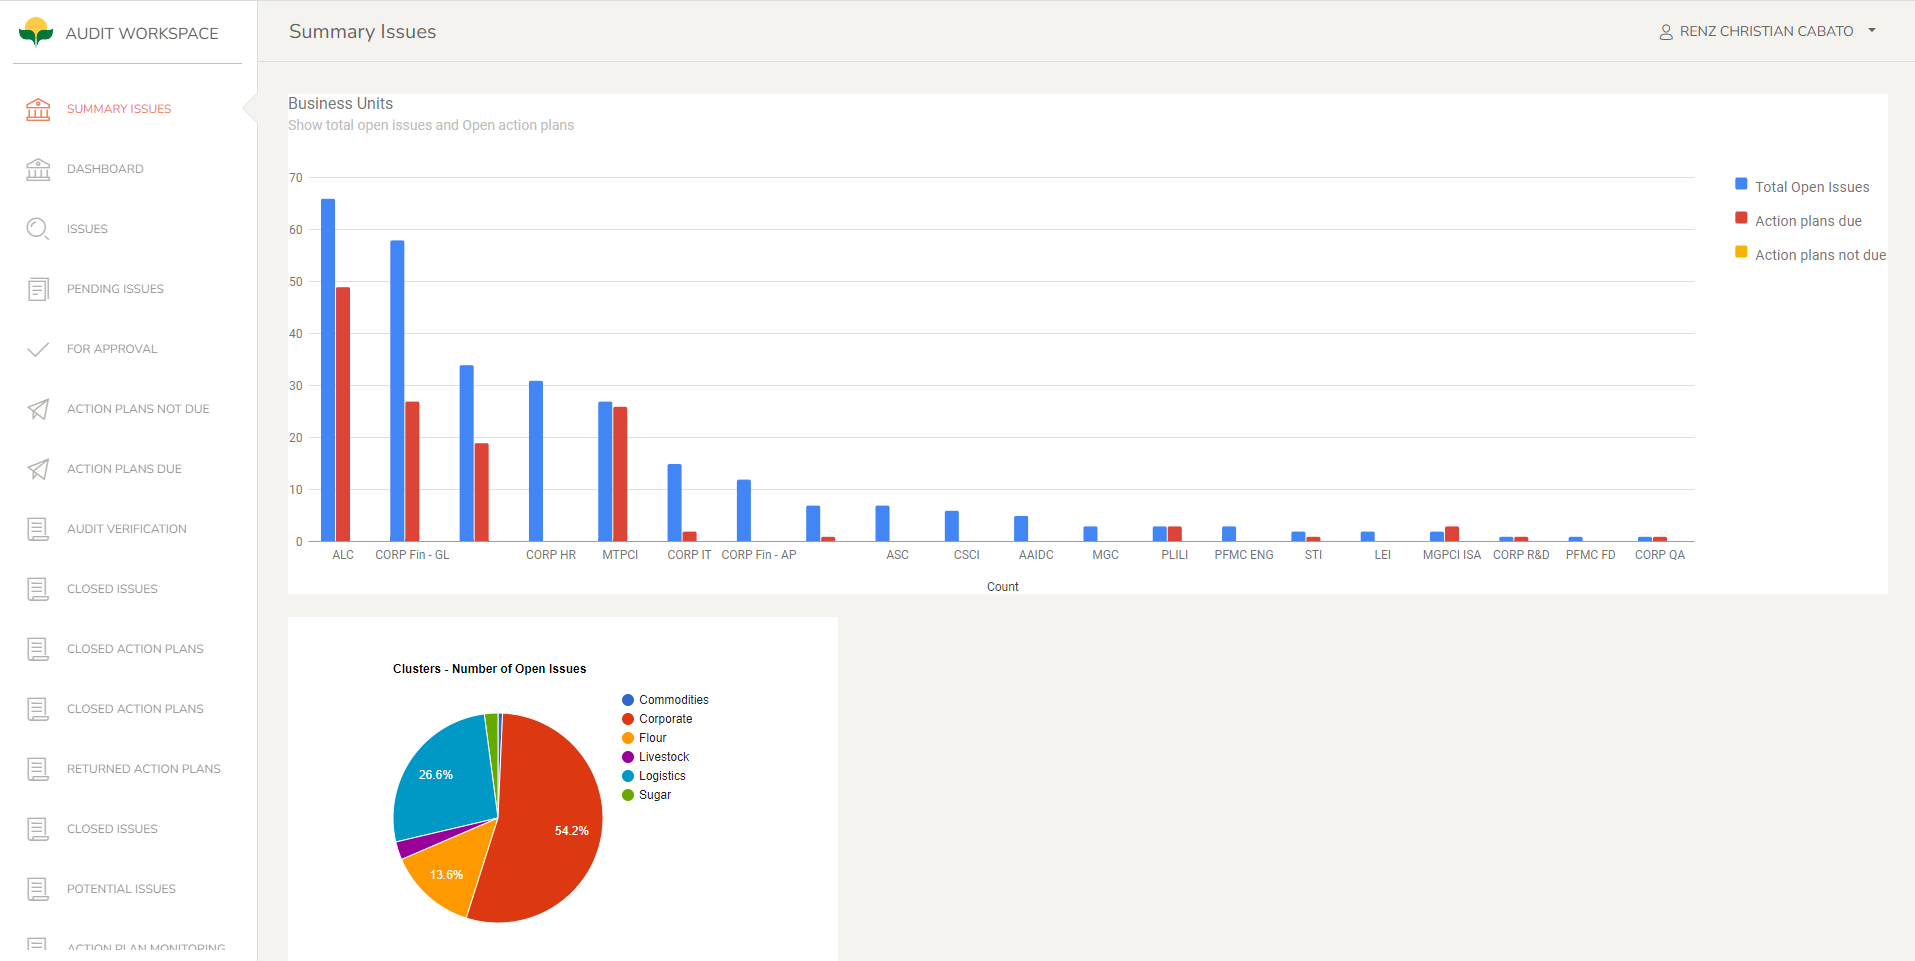 AUDIT WORKSPACE
SUMMARY ISSUES
DASHBOARD
ISSUES
PENDING ISSUES
FOR APPROVAL
ACTION PLANS NOT DUE
ACTION PLANS DUE
AUDIT VERIFICATION
CLOSED ISSUES
CLOSED ACTION PLANS
CLOSED ACTION PLANS
RETURNED ACTION PLANS
CLOSED ISSUES
POTENTIAL ISSUES
ACTION PLAN MONITORING
Summary Issues
RENZ CHRISTIAN CABATO
Business Units
Show total open issues and Open action plans
70
60
50
40
30
20
10
0
ALC CORP Fin - GL CORP HR MTPCI CORP IT CORP Fin - AP ASC CSCI AAIDC MGC PLILI PFMC ENG STI LEI MGPCI ISA CORP R&D PFMC FD CORP QA
Count
Total Open Issues
Action plans due
Action plans not due
Clusters - Number of Open Issues
Commodities
Corporate
Flour
Livestock
Logistics
Sugar
26.6%
54.2%
13.6%